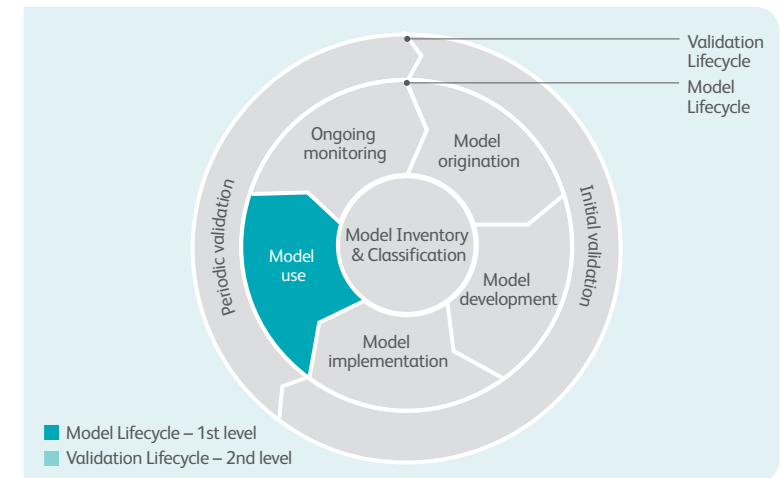 Validation
Lifecycle
Model
Lifecycle
Ongoing
monitoring
Model
origination
Periodic validation
Initial validation
Model Inventory
& Classification
Model
use
Model
development
Model
implementation
Model Lifecycle – 1st level
Validation Lifecycle – 2nd level